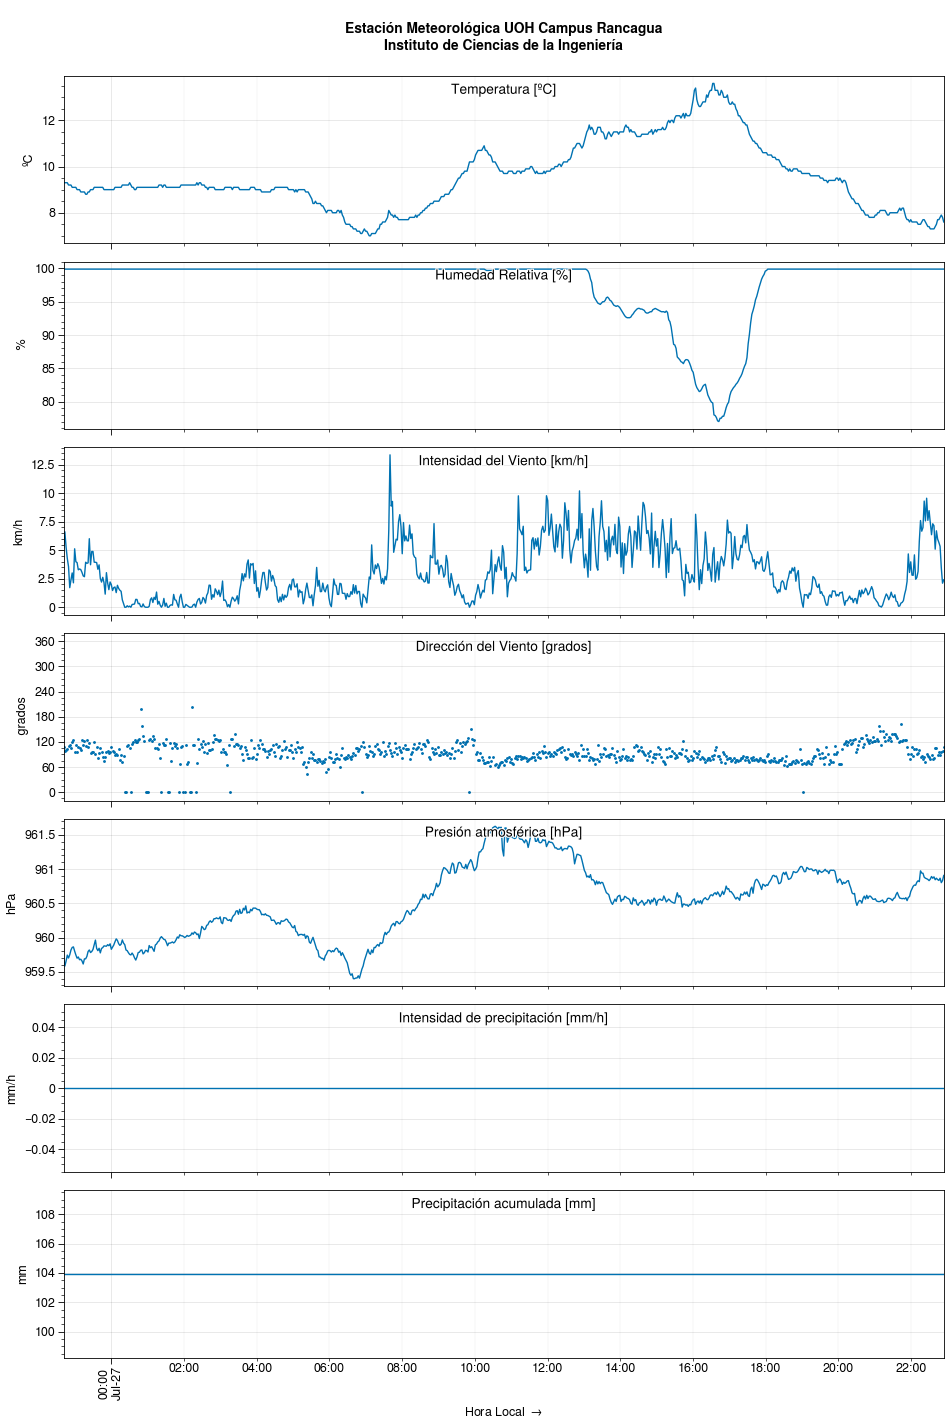 Estación Meteorológica UOH Campus Rancagua
Instituto de Ciencias de la Ingeniería
Temperatura [ºC]
12
10
8
ºC
Humedad Relativa [%]
100
95
90
85
80
%
Intensidad del Viento [km/h]
12.5
10
7.5
5
2.5
0
km/h
Dirección del Viento [grados]
360
300
240
180
120
60
0
grados
Presión atmosférica [hPa]
961.5
961
960.5
960
959.5
hPa
Intensidad de precipitación [mm/h]
0.04
0.02
0
−0.02
−0.04
mm/h
Precipitación acumulada [mm]
108
106
104
102
100
mm
00:00
Jul-27
02:00 04:00 06:00 08:00 10:00 12:00 14:00 16:00 18:00 20:00 22:00
Hora Local →